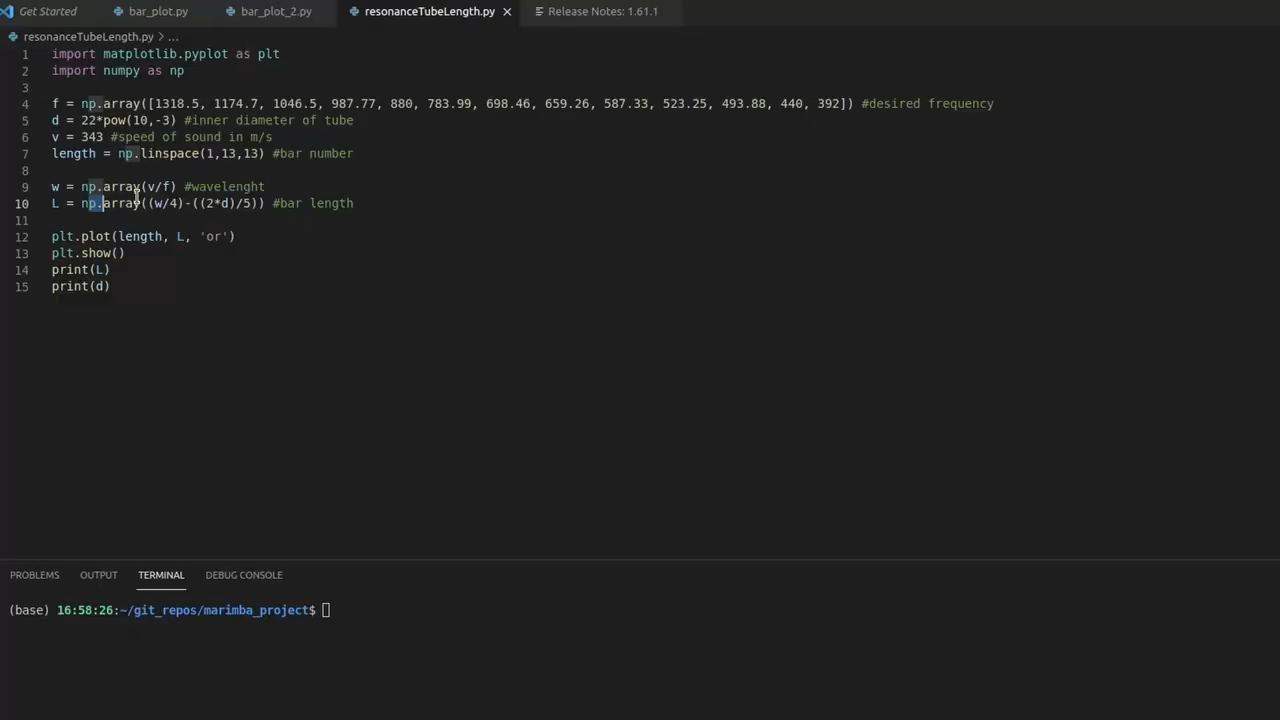 Get Started bar_plot.py bar_plot_2.py resonanceTubeLength.py Release Notes: 1.61.1
resonanceTubeLength.py > ...
1 import matplotlib.pyplot as plt
2 import numpy as np
3
4 f = np.array([1318.5, 1174.7, 1046.5, 987.77, 880, 783.99, 698.46, 659.26, 587.33, 523.25, 493.88, 440, 392]) #desired frequency
5 d = 22*pow(10,-3) #inner diameter of tube
6 v = 343 #speed of sound in m/s
7 length = np.linspace(1,13,13) #bar number
8
9 w = np.array(v/f) #wavelenght
10 L = np.array((w/4)-((2*d)/5)) #bar length
11
12 plt.plot(length, L, 'or')
13 plt.show()
14 print(L)
15 print(d)
PROBLEMS OUTPUT TERMINAL DEBUG CONSOLE
(base) 16:58:26:~/git_repos/marimba_project$